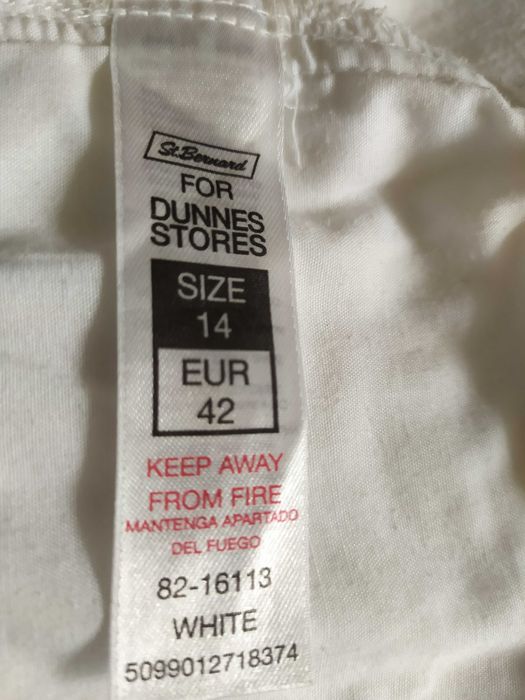 St.Bernard
FOR
DUNNES
STORES
SIZE
14
EUR
42
KEEP AWAY
FROM FIRE
MANTENGA APARTADO
DEL FUEGO
82-16113
WHITE
5099012718374